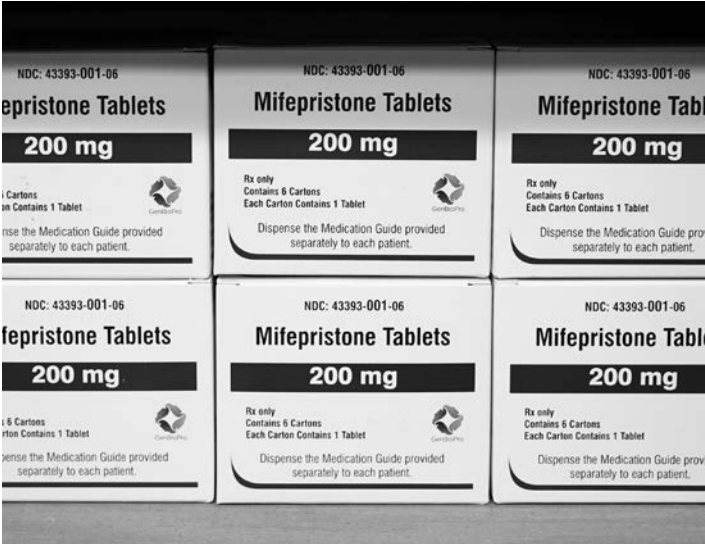 NDC: 43393-001-06
epristone Tablets
200 mg
6 Cartons
on Contains 1 Tablet
GenBioPro
nse the Medication Guide provided
separately to each patient.
NDC: 43393-001-06
Mifepristone Tablets
200 mg
Rx only
Contains 6 Cartons
Each Carton Contains 1 Tablet
GenBioPro
Dispense the Medication Guide provided
separately to each patient.
NDC: 43393-001-06
Mifepristone Tabl
200 mg
Rx only
Contains 6 Cartons
Each Carton Contains 1 Tablet
Dispense the Medication Guide prov
separately to each patient.
NDC: 43393-001-06
fepristone Tablets
200 mg
s 6 Cartons
rton Contains 1 Tablet
GenBioPro
pense the Medication Guide provided
separately to each patient.
NDC: 43393-001-06
Mifepristone Tablets
200 mg
Rx only
Contains 6 Cartons
Each Carton Contains 1 Tablet
GenBioPro
Dispense the Medication Guide provided
separately to each patient.
NDC: 43393-001-06
Mifepristone Table
200 mg
Rx only
Contains 6 Cartons
Each Carton Contains 1 Tablet
Dispense the Medication Guide prov
separately to each patient.